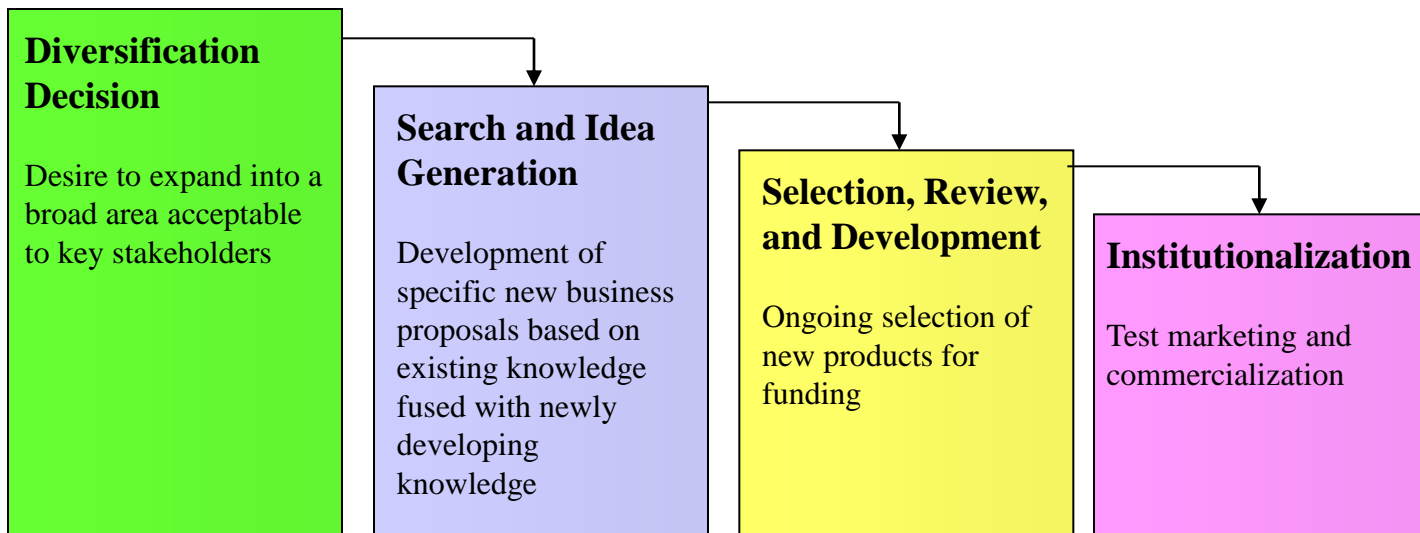 Diversification
Decision
Desire to expand into a
broad area acceptable
to key stakeholders
Search and Idea
Generation
Development of
specific new business
proposals based on
existing knowledge
fused with newly
developing
knowledge
Selection, Review,
and Development
Ongoing selection of
new products for
funding
Institutionalization
Test marketing and
commercialization